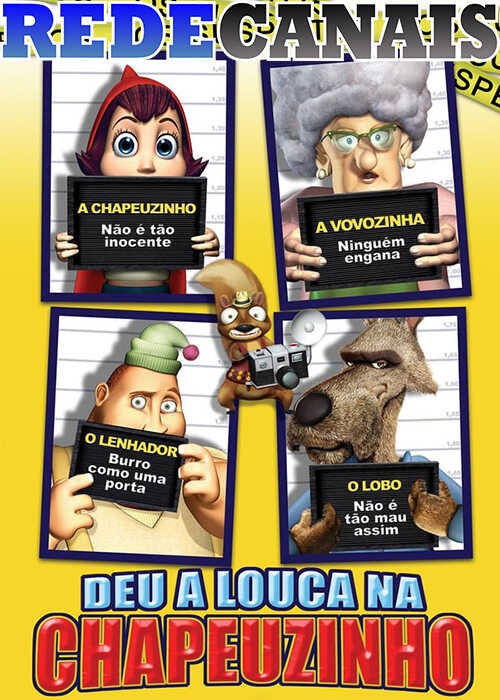 REDECANAIS
SPE
A CHAPEUZINHO
Não é tão
inocente
A VOVOZINHA
Ninguém
engana
O LENHADOR
Burro
como uma
porta
O LOBO
Não é
tão mau
assim
DEU A LOUCA NA
CHAPEUZINHO